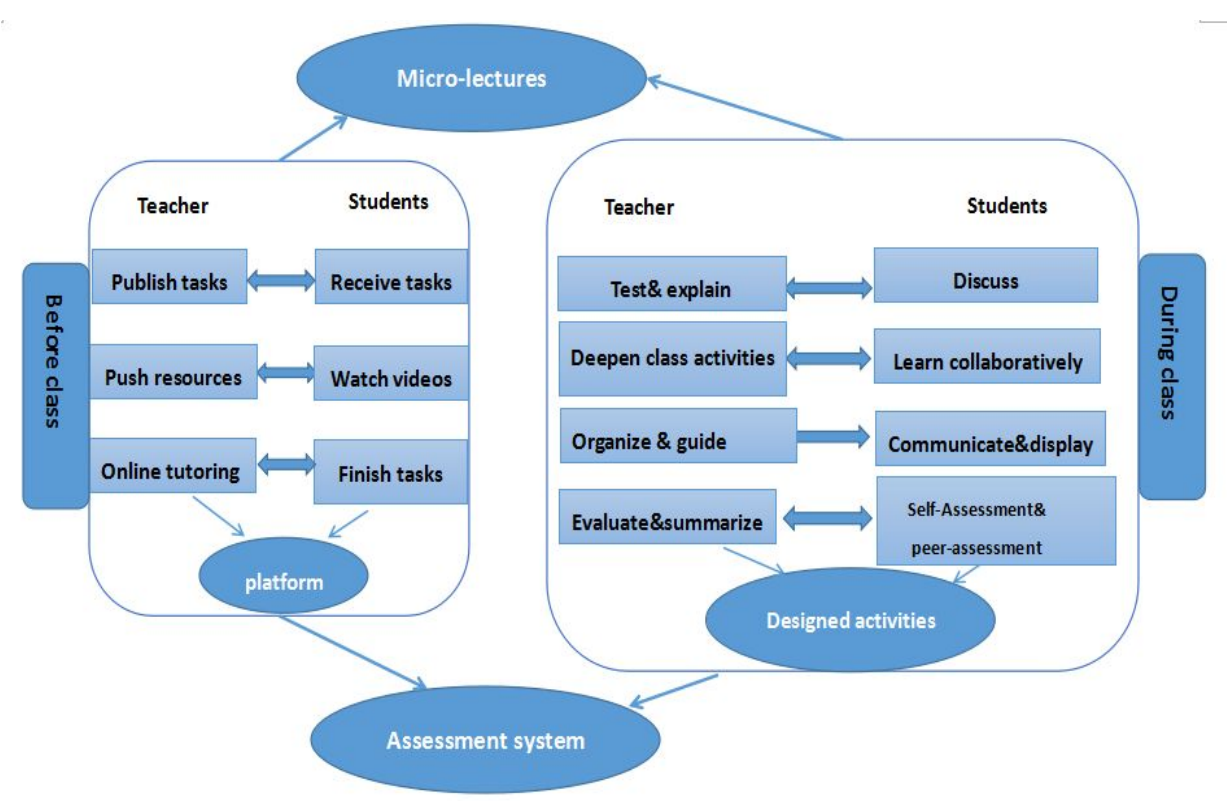 Micro-lectures
Before class
Teacher
Students
Publish tasks
Receive tasks
Push resources
Watch videos
Online tutoring
Finish tasks
platform
Teacher
Students
Test& explain
Discuss
Deepen class activities
Learn collaboratively
Organize & guide
Communicate&display
Evaluate&summarize
Self-Assessment&
peer-assessment
Designed activities
During class
Assessment system